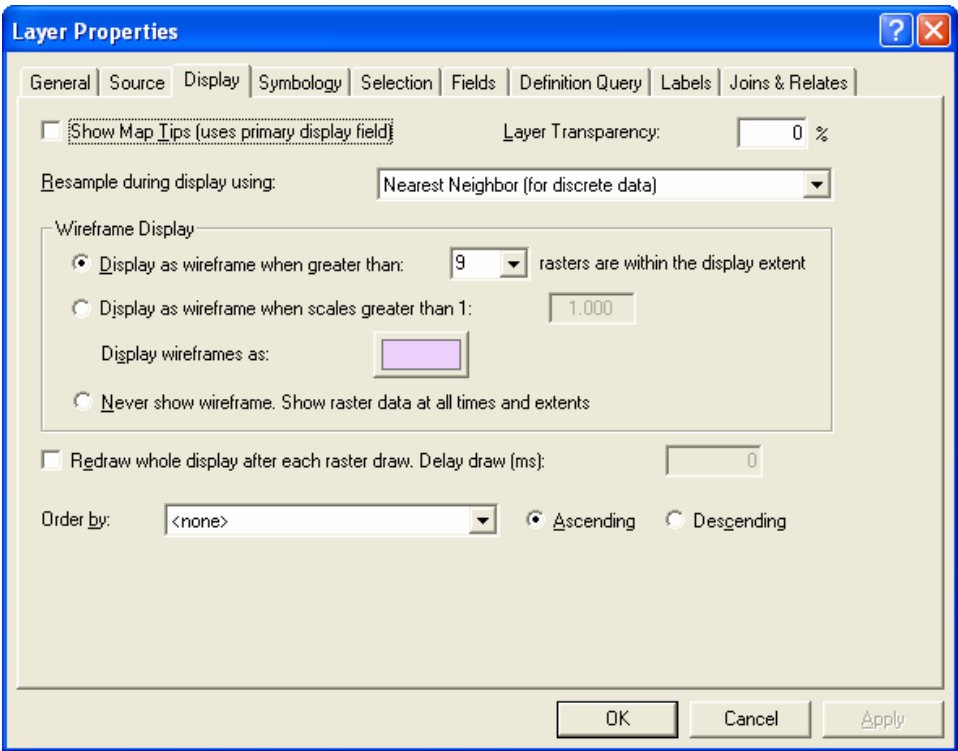 Layer Properties
General Source Display Symbology Selection Fields Definition Query Labels Joins & Relates
Show Map Tips (uses primary display field) Layer Transparency: 0 %
Resample during display using: Nearest Neighbor (for discrete data)
Wireframe Display
Display as wireframe when greater than: 9 rasters are within the display extent
Display as wireframe when scales greater than 1: 1.000
Display wireframes as:
Never show wireframe. Show raster data at all times and extents
Redraw whole display after each raster draw. Delay draw (ms): 0
Order by: <none> Ascending Descending
OK Cancel Apply